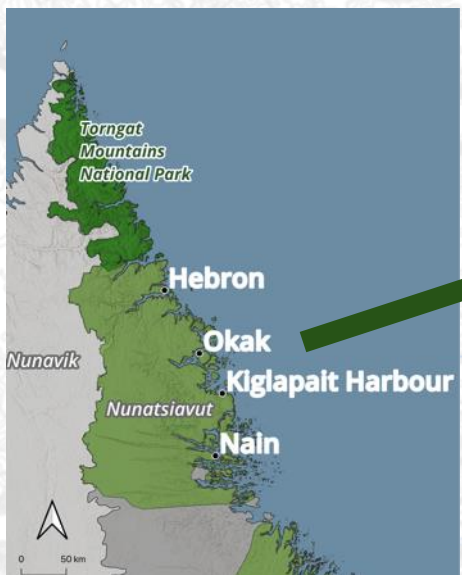 Torngat
Mountains
National Park
Hebron
Okak
Nunavik
Kiglapait Harbour
Nunatsiavut
Nain
0 50 km